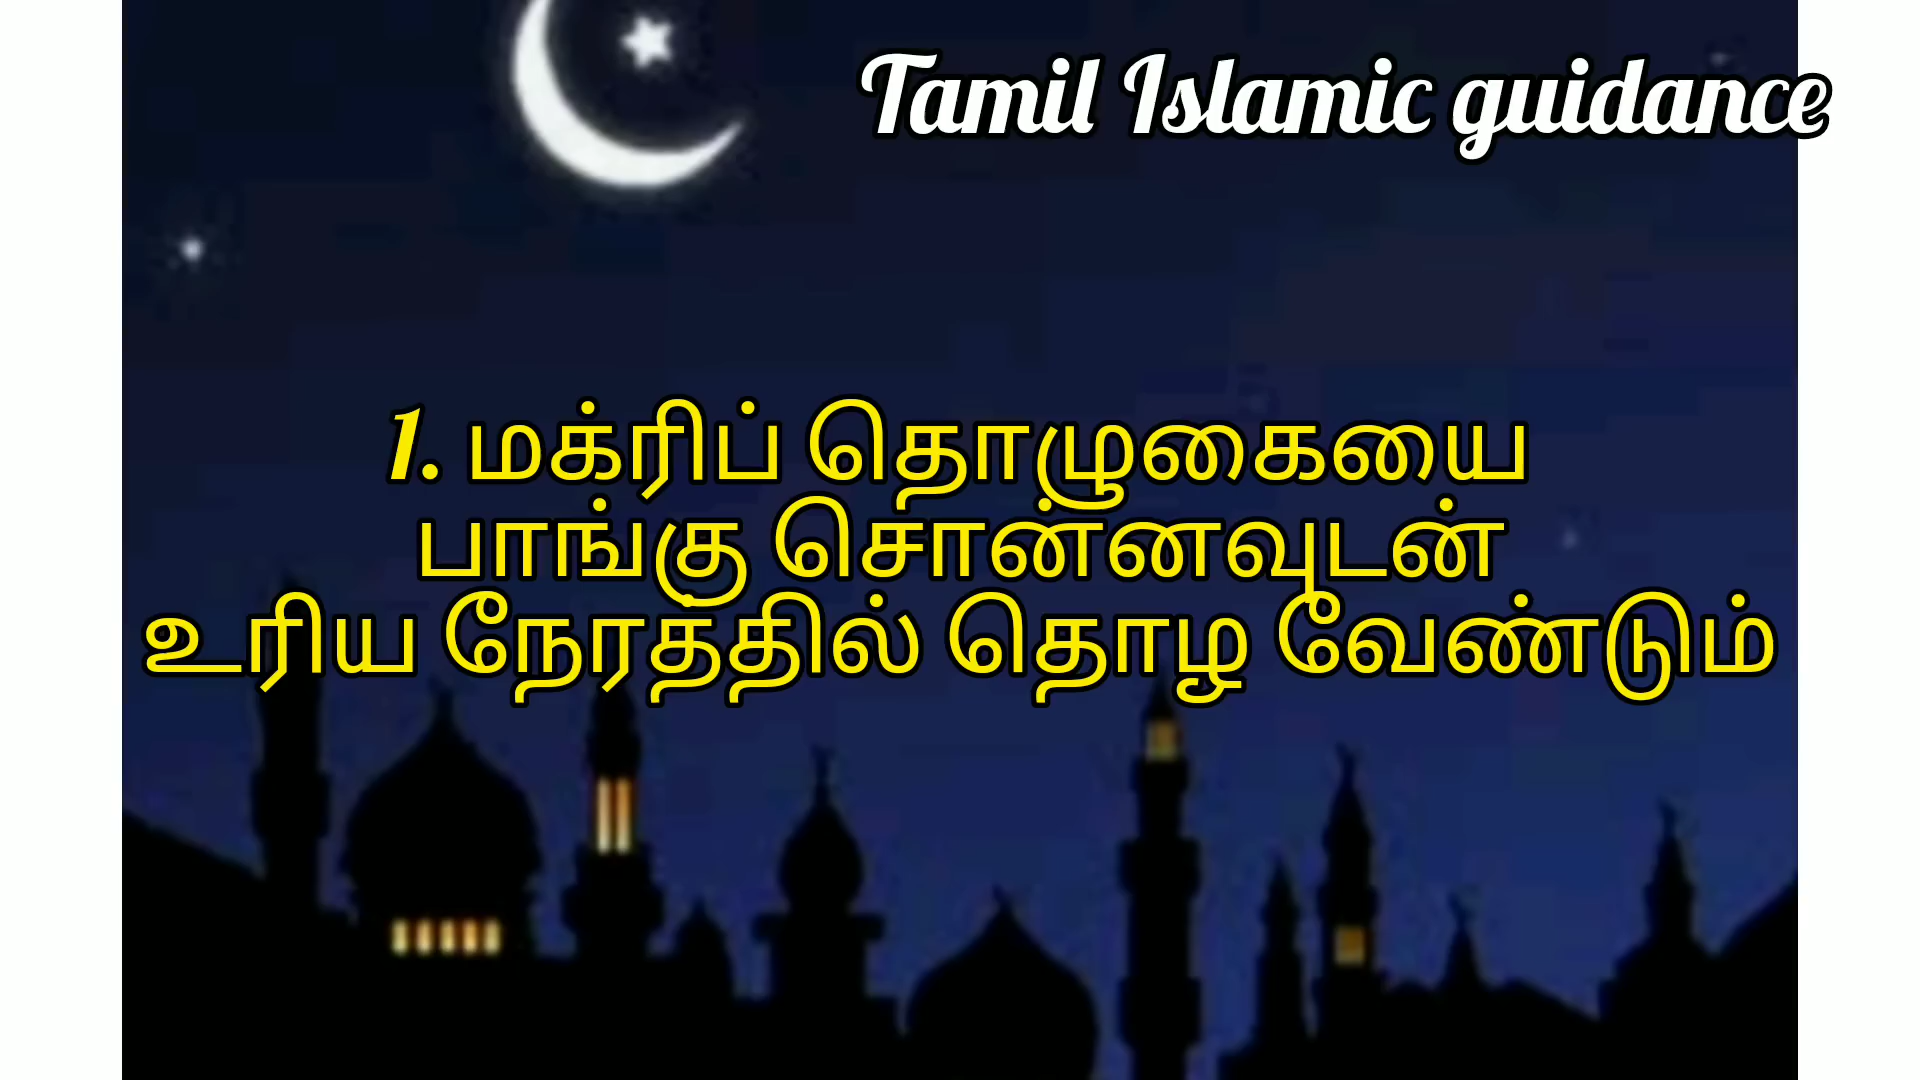 Tamil Islamic guidance
1. மக்ரிப் தொழுகையை
பாங்கு சொன்னவுடன்
உரிய நேரத்தில் தொழ வேண்டும்